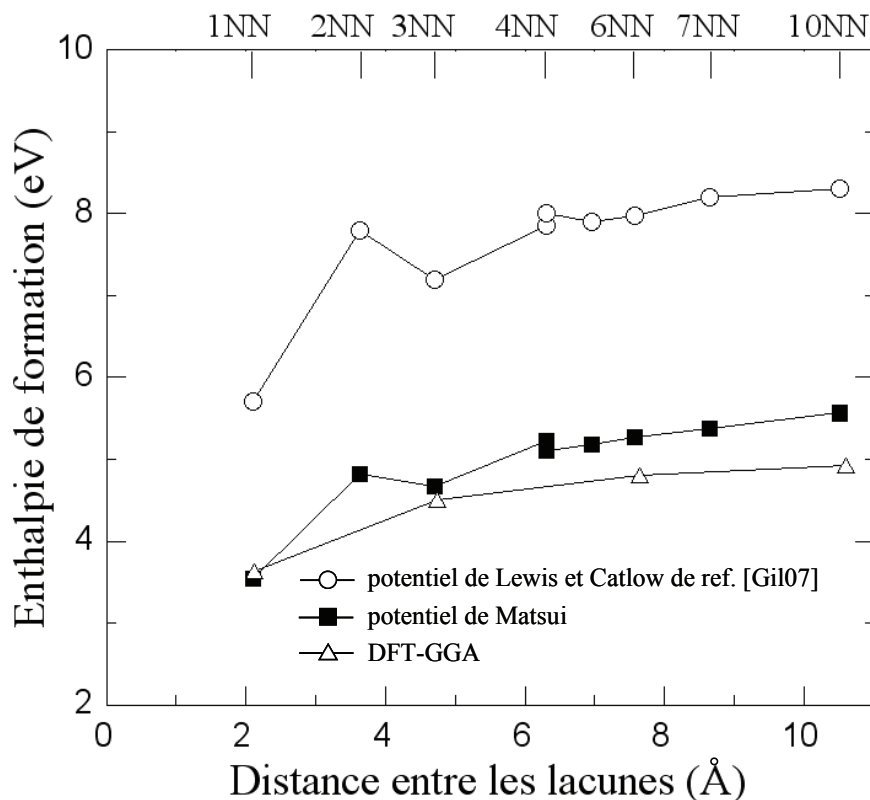 1NN 2NN 3NN 4NN 6NN 7NN 10NN
10
8
6
4
2
Enthalpie de formation (eV)
potentiel de Lewis et Catlow de ref. [Gil07]
potentiel de Matsui
DFT-GGA
0 2 4 6 8 10
Distance entre les lacunes (Å)